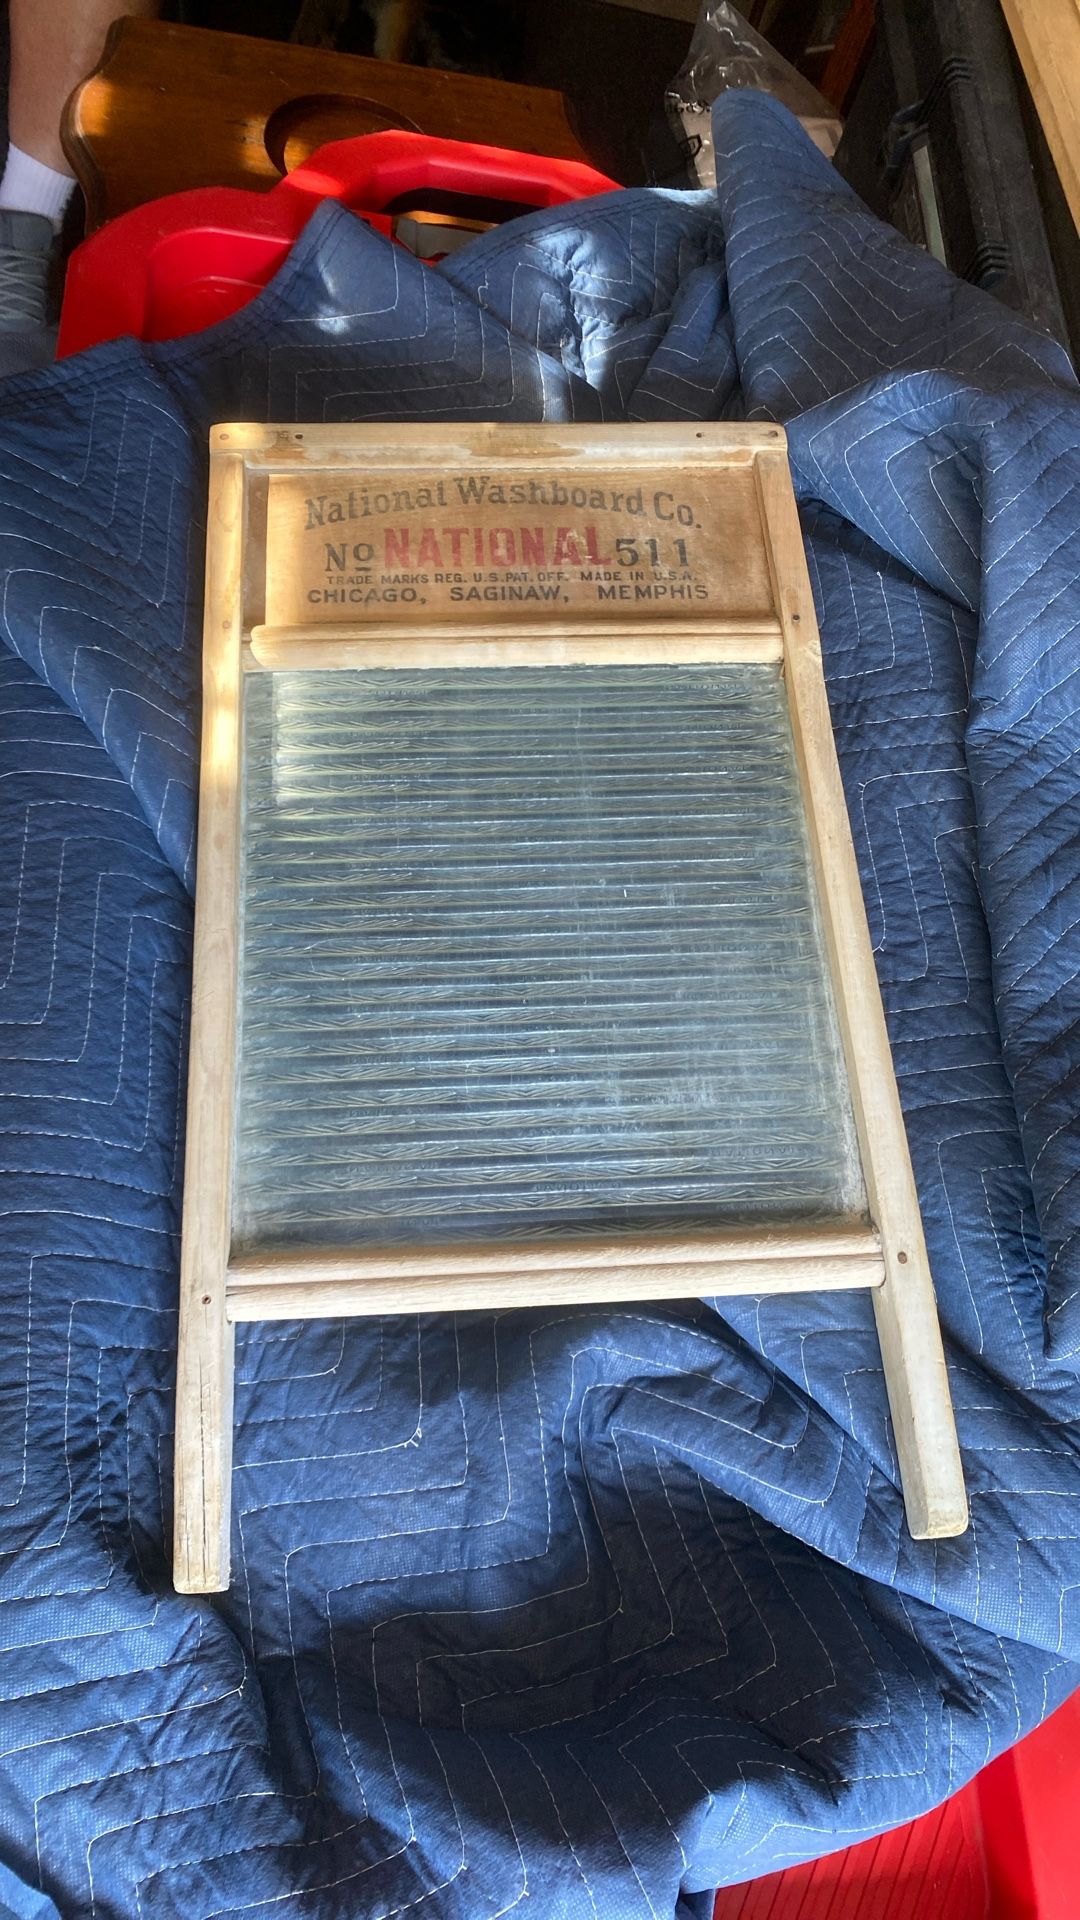 National Washboard Co.
No NATIONAL 511
TRADE MARKS REG. U.S. PAT. OFF. MADE IN U.S.A.
CHICAGO, SAGINAW, MEMPHIS